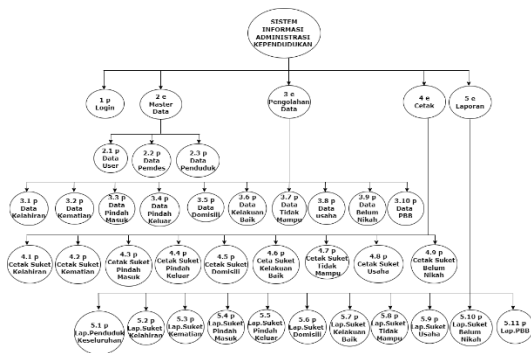 SISTEM
INFORMASI
ADMINISTRASI
KEPENDUDUKAN
1 p
Login
2 e
Master
Data
3 e
Pengolahan
Data
4 e
Cetak
5 e
Laporan
2.1 p
Data
User
2.2 p
Data
Pemdes
2.3 p
Data
Penduduk
3.1 p
Data
Kelahiran
3.2 p
Data
Kematian
3.3 p
Data
Pindah
Masuk
3.4 p
Data
Pindah
Keluar
3.5 p
Data
Domisili
3.6 p
Data
Kelakuan
Baik
3.7 p
Data
Tidak
Mampu
3.8 p
Data
usaha
3.9 p
Data
Belum
Nikah
3.10 p
Data
PBB
4.1 p
Cetak Suket
Kelahiran
4.2 p
Cetak Suket
Kematian
4.3 p
Cetak Suket
Pindah
Masuk
4.4 p
Cetak Suket
Pindah
Keluar
4.5 p
Cetak Suket
Domisili
4.6 p
Ceta Suket
Kelakuan
Baik
4.7 p
Cetak Suket
Tidak
Mampu
4.8 p
Cetak Suket
Usaha
4.9 p
Cetak Suket
Belum
Nikah
5.1 p
Lap.Penduduk
Keseluruhan
5.2 p
Lap.Suket
Kelahiran
5.3 p
Lap.Suket
Kematian
5.4 p
Lap.Suket
Pindah
Masuk
5.5
Lap.Suket
Pindah
Keluar
5.6 p
Lap.Suket
Domisili
5.7 p
Lap.Suket
Kelakuan
Baik
5.8 p
Lap.Suket
Tidak
Mampu
5.9 p
Lap.Suket
Usaha
5.10 p
Lap.Suket
Belum
Nikah
5.11 p
Lap.PBB